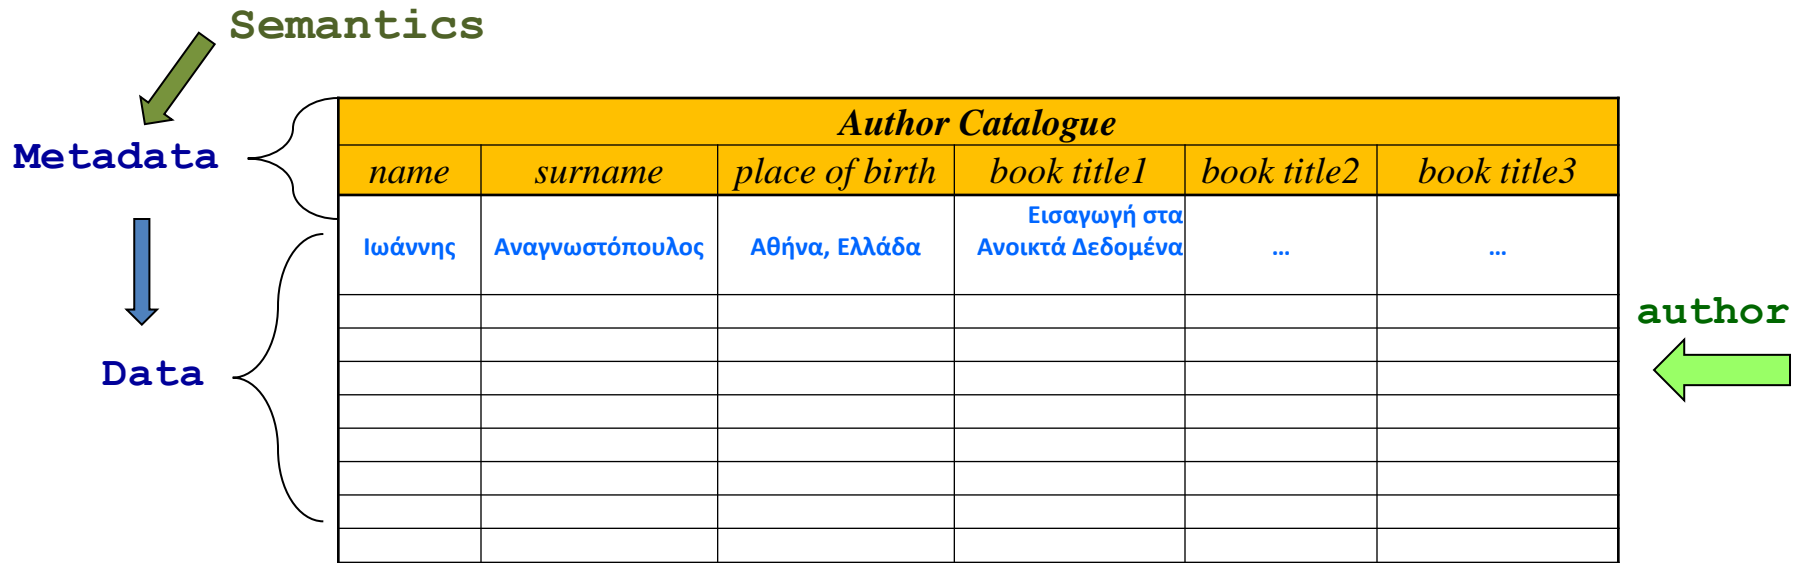 Semantics
Author Catalogue
Metadata
name surname place of birth book title1 book title2 book title3
Εισαγωγή στα
Ιωάννης Αναγνωστόπουλος Αθήνα, Ελλάδα Ανοικτά Δεδομένα ... ...
author
Data